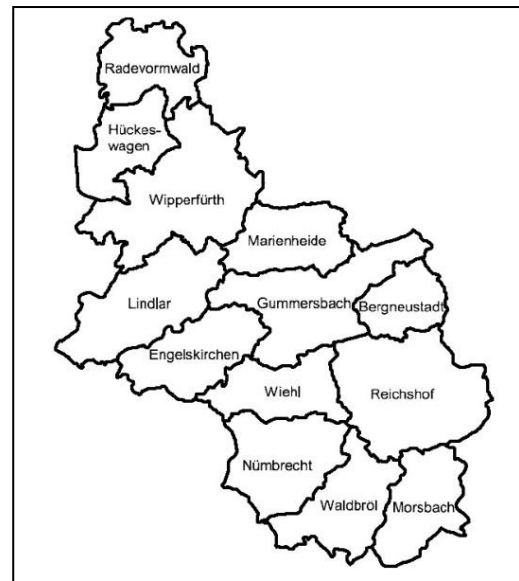 Radevormwald
Hückes-
wagen
Wipperfürth
Marienheide
Lindlar
Gummersbach
Bergneustadt
Engelskirchen
Wiehl
Reichshof
Nümbrecht
Waldbröl
Morsbach